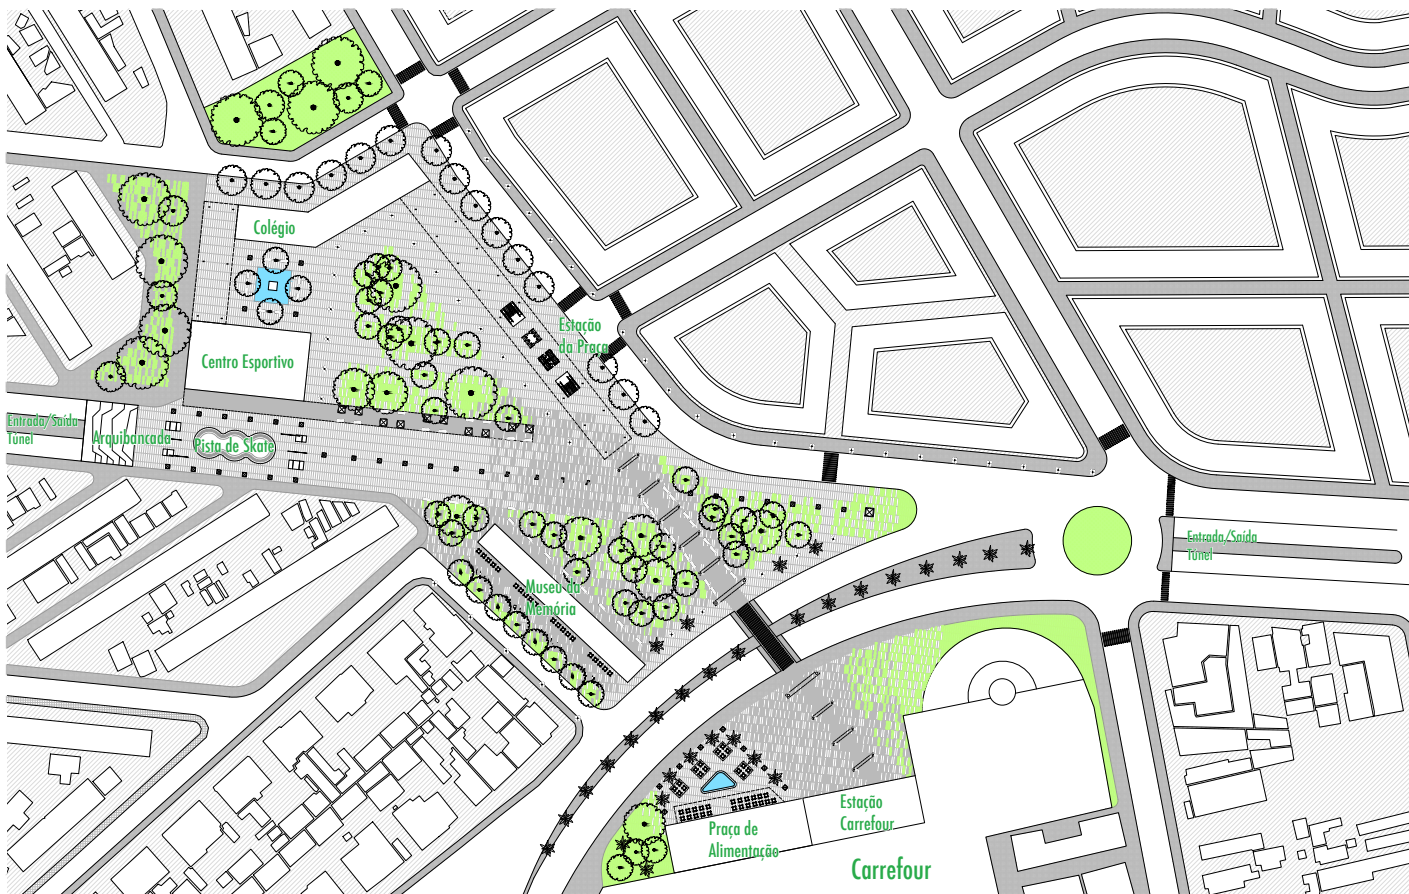 Colégio
Estação
da Praça
Centro Esportivo
Entrada/Saída
Túnel
Arquibancada
Pista de Skate
Entrada/Saída
Túnel
Museu da
Memória
Estação
Carrefour
Praça de
Alimentação
Carrefour